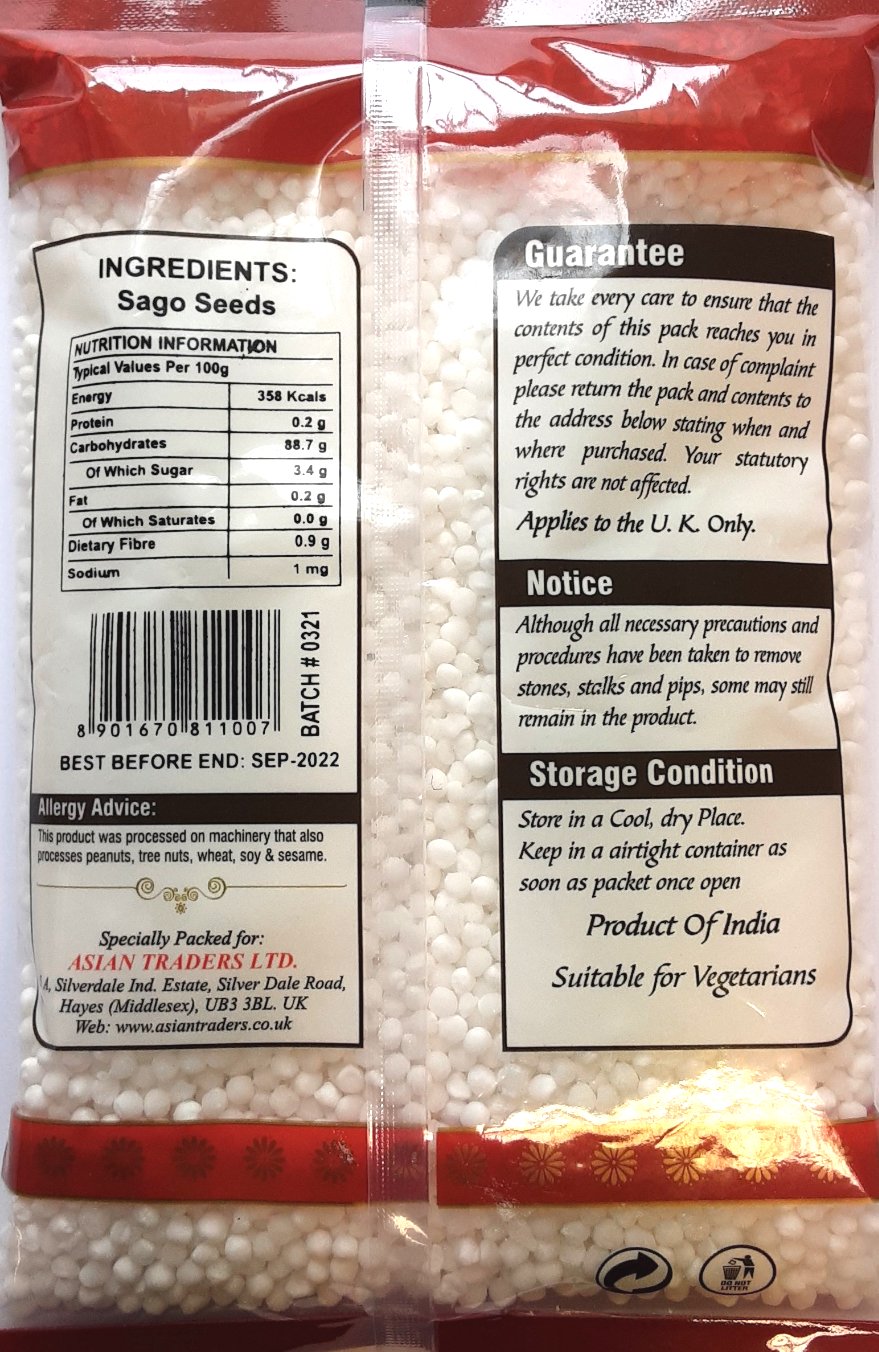 INGREDIENTS:
Sago Seeds
NUTRITION INFORMATION
Typical Values Per 100g
Energy 358 Kcals
Protein 0.2 g
Carbohydrates 88.7 g
Of Which Sugar 3.4 g
Fat 0.2 g
Of Which Saturates 0.0 g
Dietary Fibre 0.9 g
Sodium 1 mg
8 901670 811007
BATCH # 0321
BEST BEFORE END: SEP-2022
Allergy Advice:
This product was processed on machinery that also
processes peanuts, tree nuts, wheat, soy & sesame.
Specially Packed for:
ASIAN TRADERS LTD.
4, Silverdale Ind. Estate, Silver Dale Road,
Hayes (Middlesex), UB3 3BL. UK
Web: www.asiantraders.co.uk
Guarantee
We take every care to ensure that the
contents of this pack reaches you in
perfect condition. In case of complaint
please return the pack and contents to
the address below stating when and
where purchased. Your statutory
rights are not affected.
Applies to the U. K. Only.
Notice
Although all necessary precautions and
procedures have been taken to remove
stones, stalks and pips, some may still
remain in the product.
Storage Condition
Store in a Cool, dry Place.
Keep in a airtight container as
soon as packet once open
Product Of India
Suitable for Vegetarians
DO NOT
LITTER